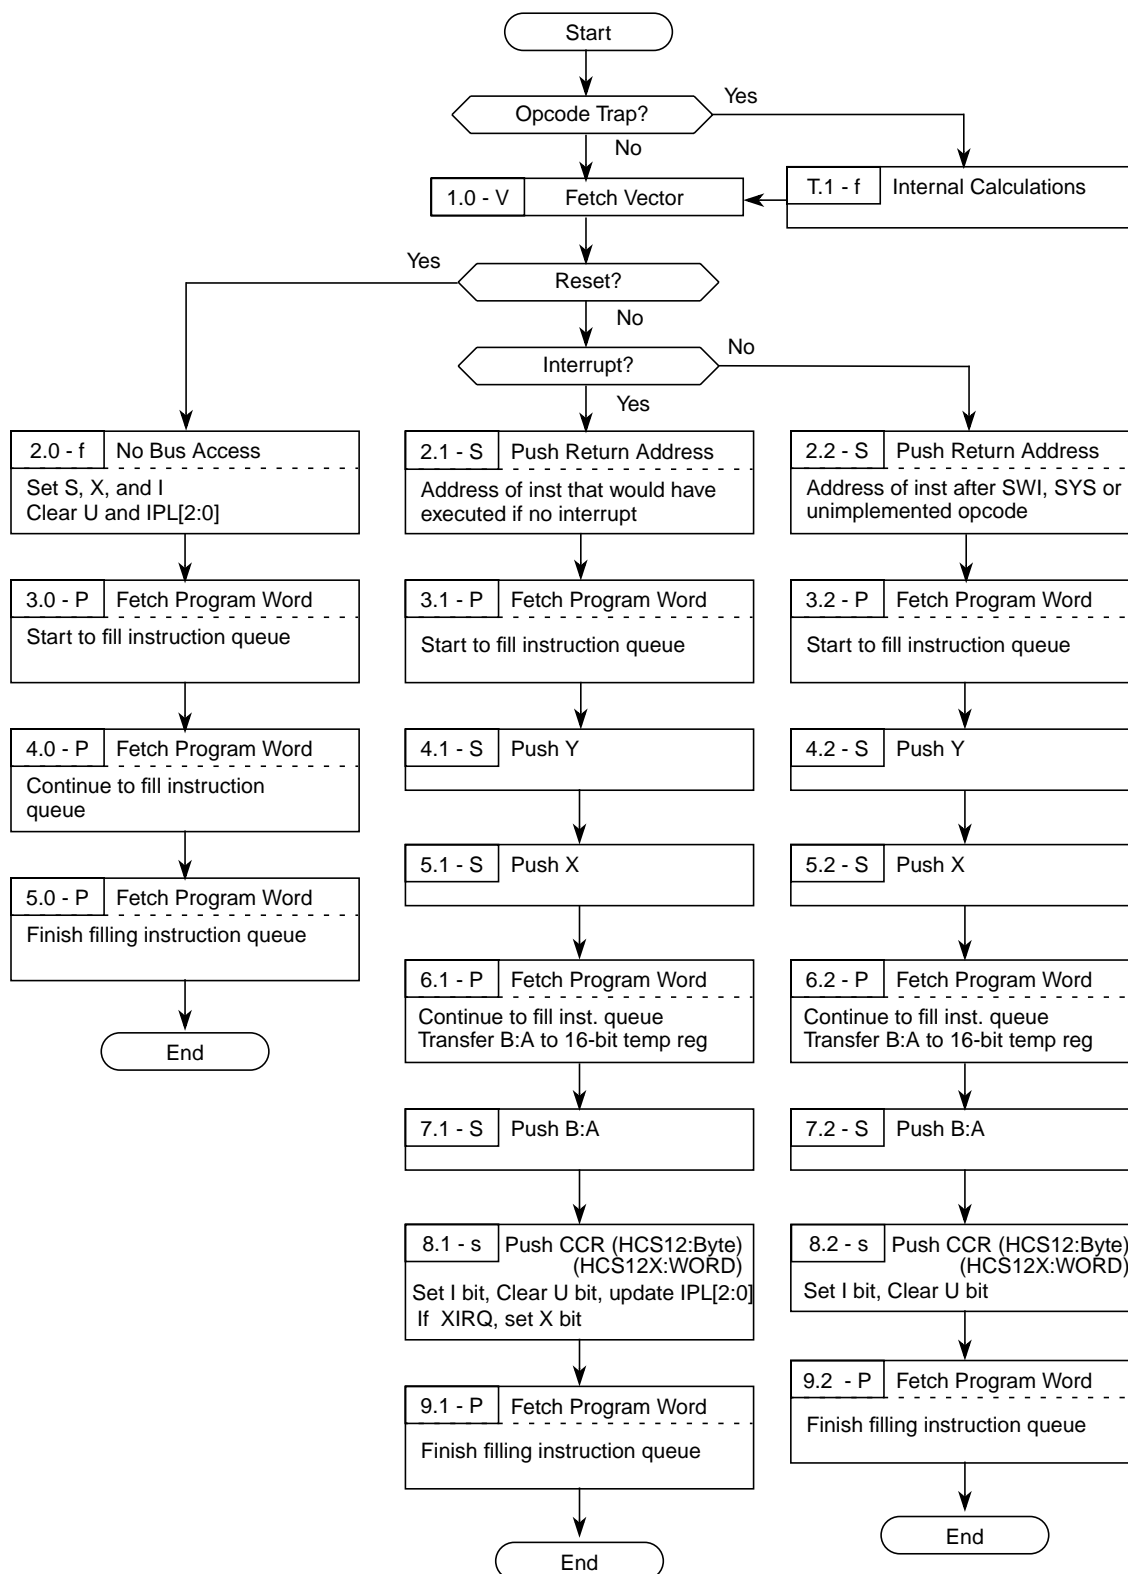 Start
Opcode Trap?
Yes
No
1.0 - V Fetch Vector
T.1 - f Internal Calculations
Reset?
Yes
No
Interrupt?
No
Yes
2.0 - f No Bus Access
Set S, X, and I
Clear U and IPL[2:0]
3.0 - P Fetch Program Word
Start to fill instruction queue
4.0 - P Fetch Program Word
Continue to fill instruction
queue
5.0 - P Fetch Program Word
Finish filling instruction queue
End
2.1 - S Push Return Address
Address of inst that would have
executed if no interrupt
3.1 - P Fetch Program Word
Start to fill instruction queue
4.1 - S Push Y
5.1 - S Push X
6.1 - P Fetch Program Word
Continue to fill inst. queue
Transfer B:A to 16-bit temp reg
7.1 - S Push B:A
8.1 - s Push CCR (HCS12:Byte)
(HCS12X:WORD)
Set I bit, Clear U bit, update IPL[2:0]
If XIRQ, set X bit
9.1 - P Fetch Program Word
Finish filling instruction queue
End
2.2 - S Push Return Address
Address of inst after SWI, SYS or
unimplemented opcode
3.2 - P Fetch Program Word
Start to fill instruction queue
4.2 - S Push Y
5.2 - S Push X
6.2 - P Fetch Program Word
Continue to fill inst. queue
Transfer B:A to 16-bit temp reg
7.2 - S Push B:A
8.2 - s Push CCR (HCS12:Byte)
(HCS12X:WORD)
Set I bit, Clear U bit
9.2 - P Fetch Program Word
Finish filling instruction queue
End